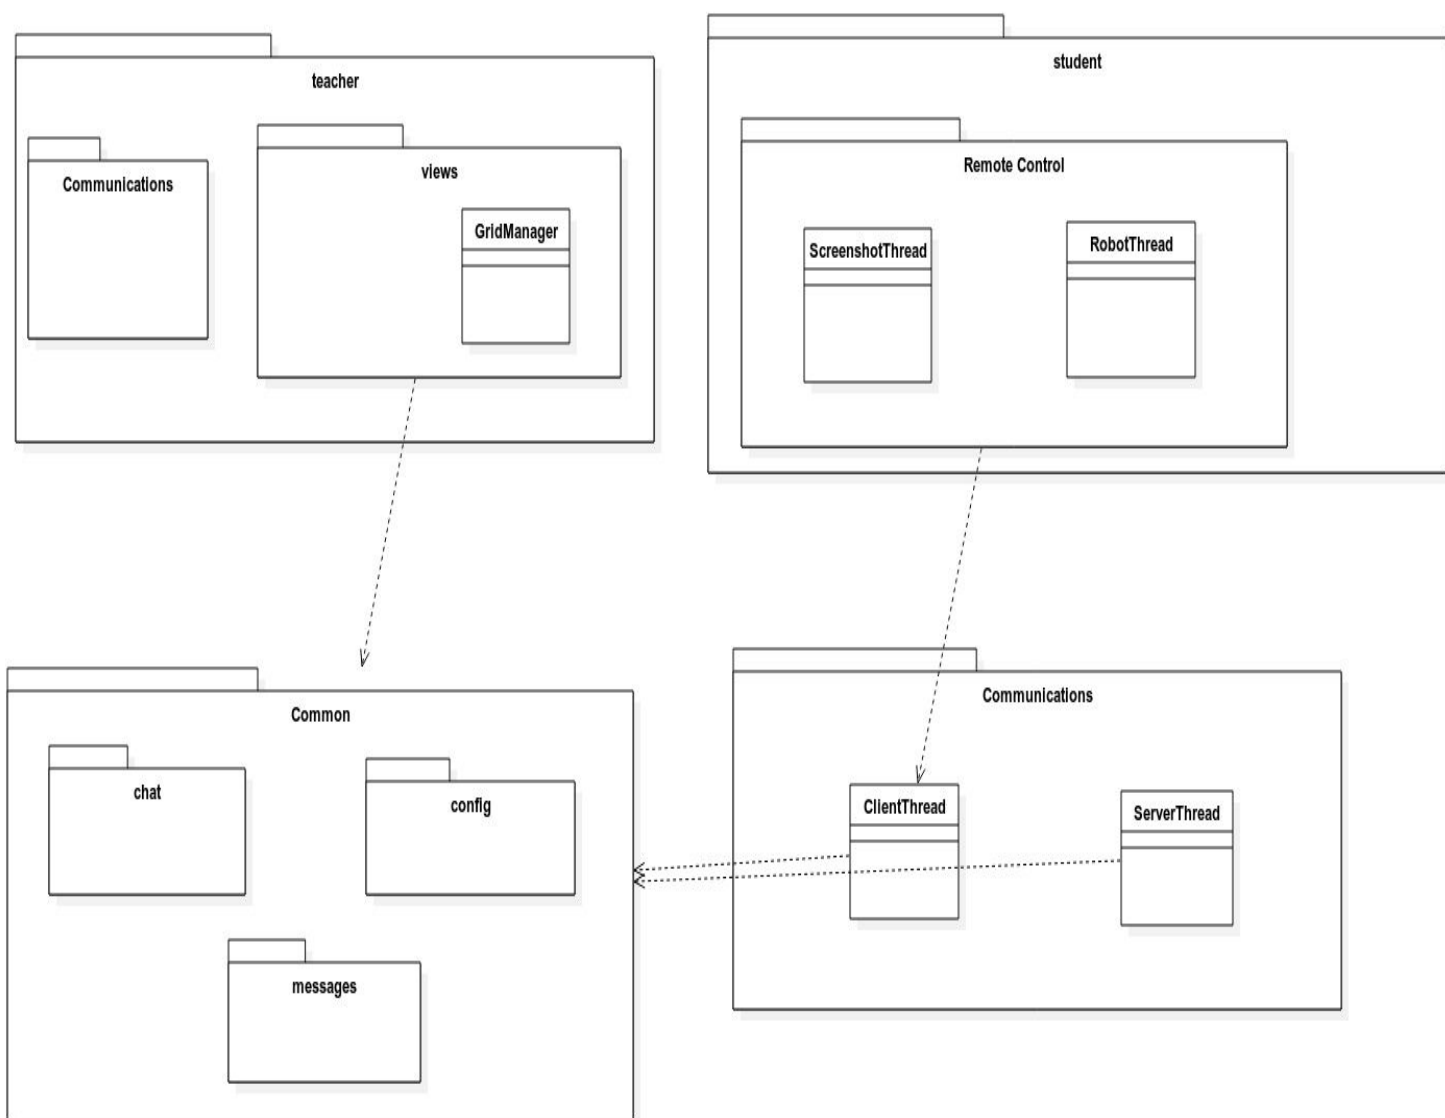 teacher
Communications
views
GridManager
student
Remote Control
ScreenshotThread
RobotThread
Common
chat
config
messages
Communications
ClientThread
ServerThread